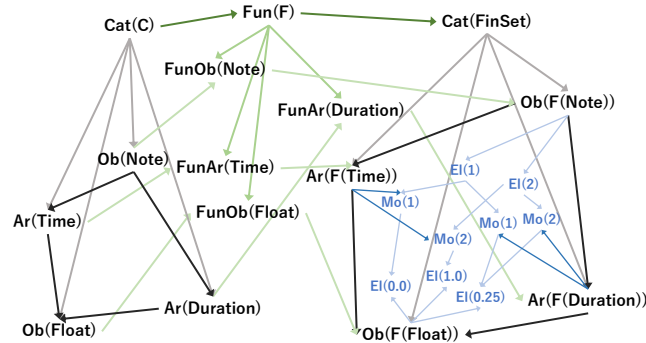 Cat(C)
Fun(F)
Cat(FinSet)
FunOb(Note)
FunAr(Duration)
Ob(F(Note))
Ob(Note)
FunAr(Time)
Ar(F(Time))
El(1)
El(2)
Mo(1)
FunOb(Float)
Ar(Time)
Mo(1)
Mo(2)
Mo(2)
El(0.0)
El(1.0)
El(0.25)
Ar(Duration)
Ar(F(Duration))
Ob(Float)
Ob(F(Float))